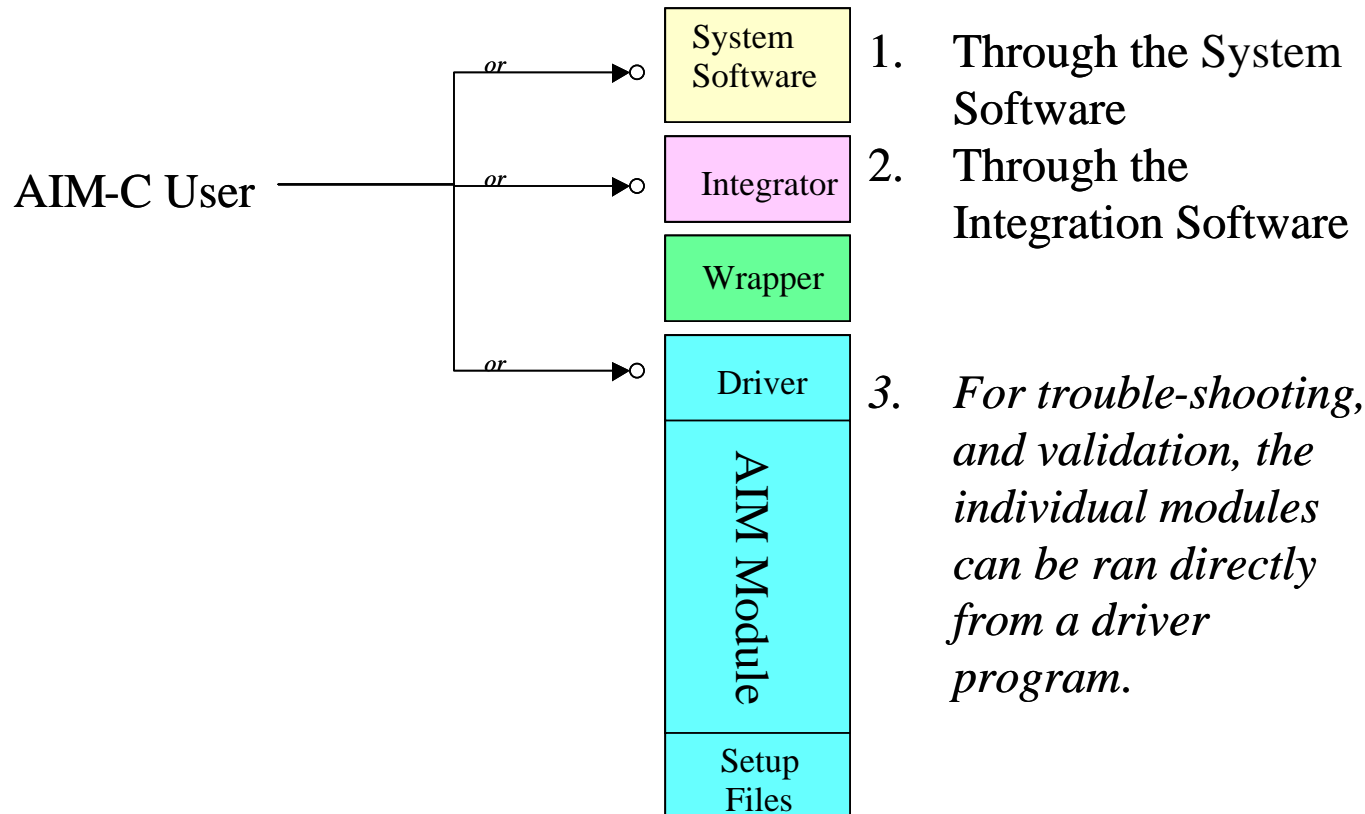 AIM-C User
or
or
or
System
Software
Integrator
Wrapper
Driver
AIM Module
Setup
Files
1. Through the System
Software
2. Through the
Integration Software
3. For trouble-shooting,
and validation, the
individual modules
can be ran directly
from a driver
program.